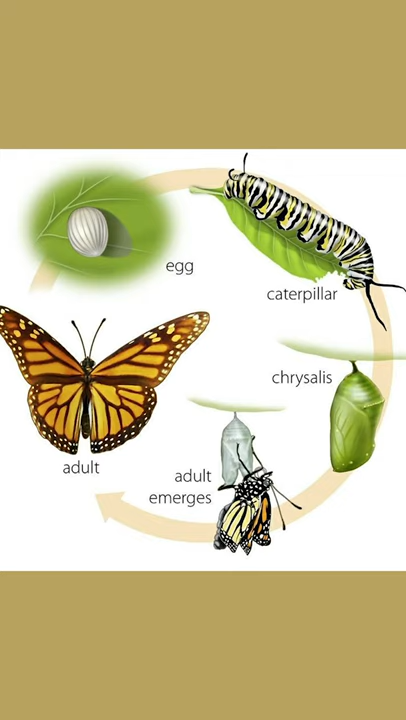 egg
caterpillar
chrysalis
adult
emerges
adult